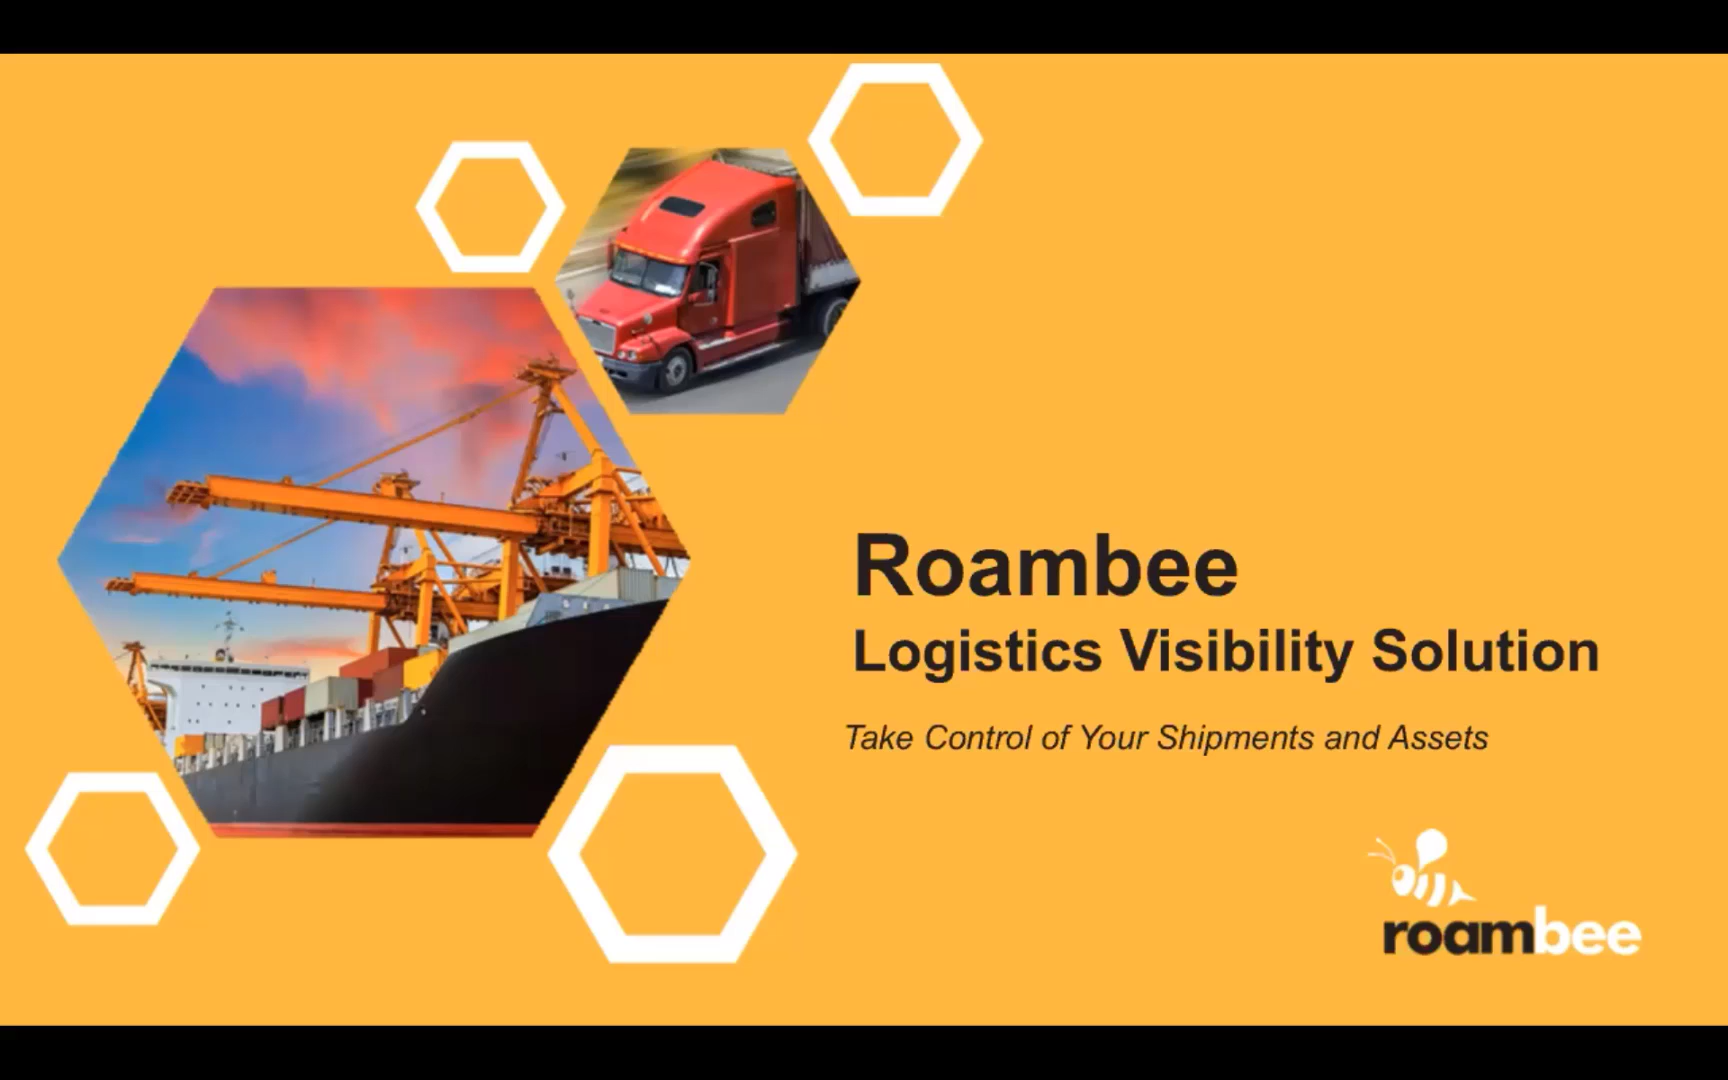 Roambee
Logistics Visibility Solution
Take Control of Your Shipments and Assets
roambee